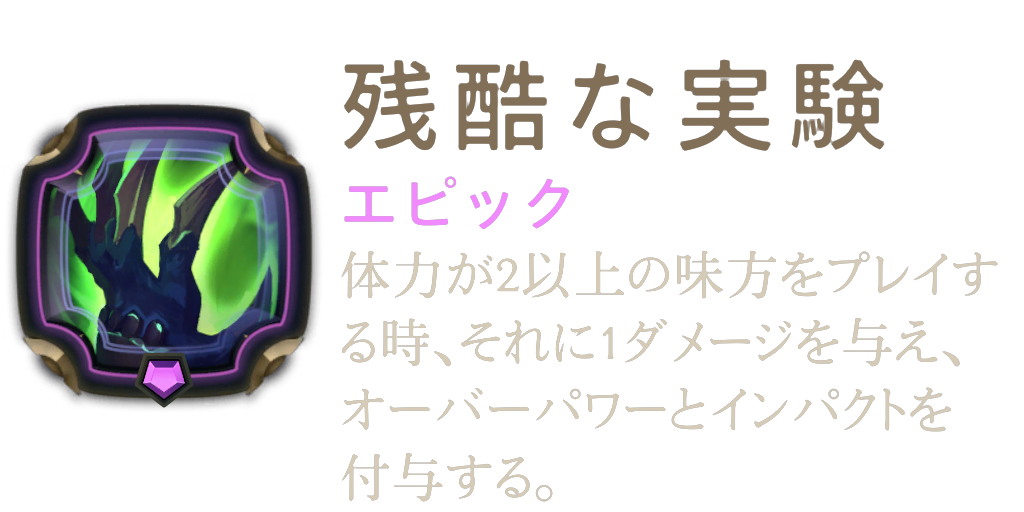 残酷な実験
エピック
体力が2以上の味方をプレイす
る時、それに1ダメージを与え、
オーバーパワーとインパクトを
付与する。